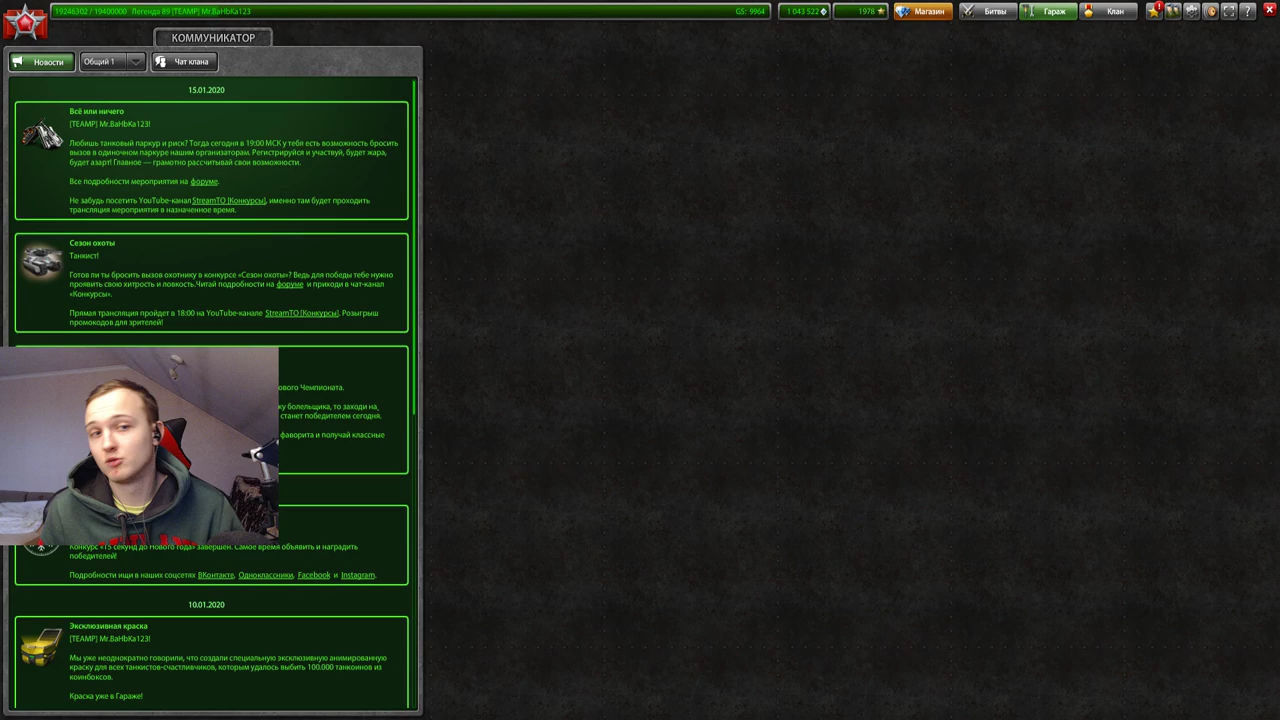 19246302 / 19400000 Легенда 89 [TEAMP] Mr.BaHbKa123
GS: 9964
1 043 522
1978
Магазин
Битвы
Гараж
Клан
КОММУНИКАТОР
Новости
Общий 1
Чат клана
15.01.2020
Всё или ничего
[TEAMP] Mr.BaHbKa123!
Любишь танковый паркур и риск? Тогда сегодня в 19:00 МСК у тебя есть возможность бросить
вызов в одиночном паркуре нашим организаторам. Регистрируйся и участвуй, будет жара,
будет азарт! Главное — грамотно рассчитывай свои возможности.
Все подробности мероприятия на форуме.
Не забудь посетить YouTube-канал StreamTO [Конкурсы], именно там будет проходить
трансляция мероприятия в назначенное время.
Сезон охоты
Танкист!
Готов ли ты бросить вызов охотнику в конкурсе «Сезон охоты»? Ведь для победы тебе нужно
проявить свою хитрость и ловкость.Читай подробности на форуме и приходи в чат-канал
«Конкурсы».
Прямая трансляция пройдет в 18:00 на YouTube-канале StreamTO [Конкурсы]. Розыгрыш
промокодов для зрителей!
ового Чемпионата.
ку болельщика, то заходи на
станет победителем сегодня.
фаворита и получай классные
Конкурс «15 секунд до Нового года» завершен. Самое время объявить и наградить
победителей!
Подробности ищи в наших соцсетях ВКонтакте, Одноклассники, Facebook и Instagram.
10.01.2020
Эксклюзивная краска
[TEAMP] Mr.BaHbKa123!
Мы уже неоднократно говорили, что создали специальную эксклюзивную анимированную
краску для всех танкистов-счастливчиков, которым удалось выбить 100.000 танкоинов из
коинбоксов.
Краска уже в Гараже!